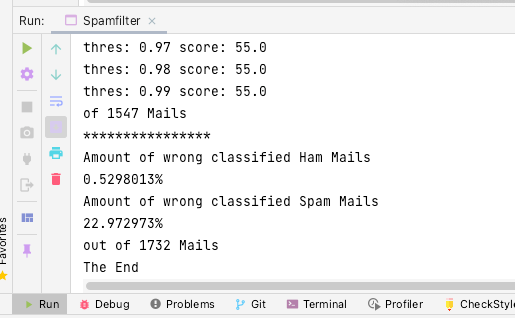 Run: Spamfilter ×
thres: 0.97 score: 55.0
thres: 0.98 score: 55.0
thres: 0.99 score: 55.0
of 1547 Mails
****************
Amount of wrong classified Ham Mails
0.5298013%
Amount of wrong classified Spam Mails
22.972973%
out of 1732 Mails
The End
Favorites
Run Debug Problems Git Terminal Profiler CheckStyle